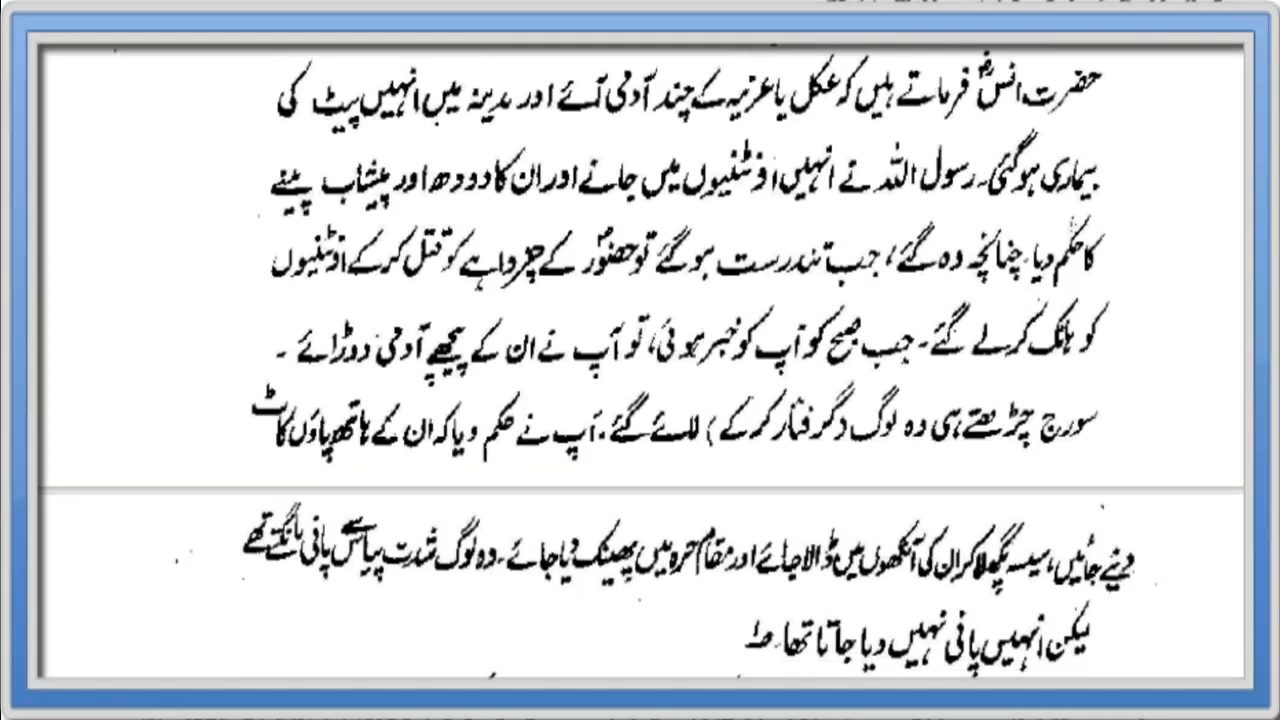 حضرت انسؓ فرماتے ہیں کہ عکل یا عزیہ کے چند آدمی آئے اور مدینہ میں انہیں پیٹ کی
بیماری ہوگئی۔ رسول اللہ نے انہیں اونٹنیوں میں جانے اور ان کا دودھ اور پیشاب پینے
کا حکم دیا۔ چنانچہ وہ گئے، جب تندرست ہوگئے تو حضورؐ کے چرواہے کو قتل کر کے اونٹنیوں
کو ہانک کر لے گئے۔ جب صبح کو آپ کو خبر ہوئی، تو آپ نے ان کے پیچھے آدمی دوڑائے۔
سورج چڑھتے ہی وہ لوگ (گرفتار کر کے) لائے گئے۔ آپ نے حکم دیا کہ ان کے ہاتھ پاؤں کاٹ
دیئے جائیں، سیسہ پگھلا کر ان کی آنکھوں میں ڈالا جائے اور مقام حرہ میں پھینک دیا جائے۔ وہ لوگ شدت پیاس سے پانی مانگتے تھے
لیکن انہیں پانی نہیں دیا جاتا تھا۔